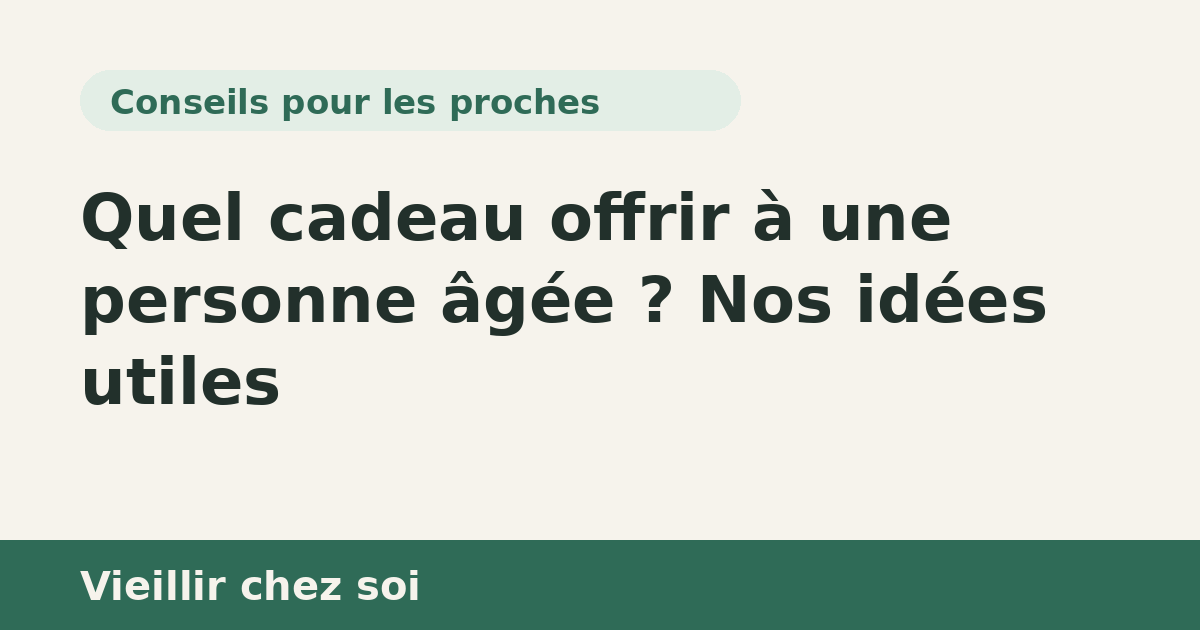 Conseils pour les proches
Quel cadeau offrir à une
personne âgée ? Nos idées
utiles
Vieillir chez soi